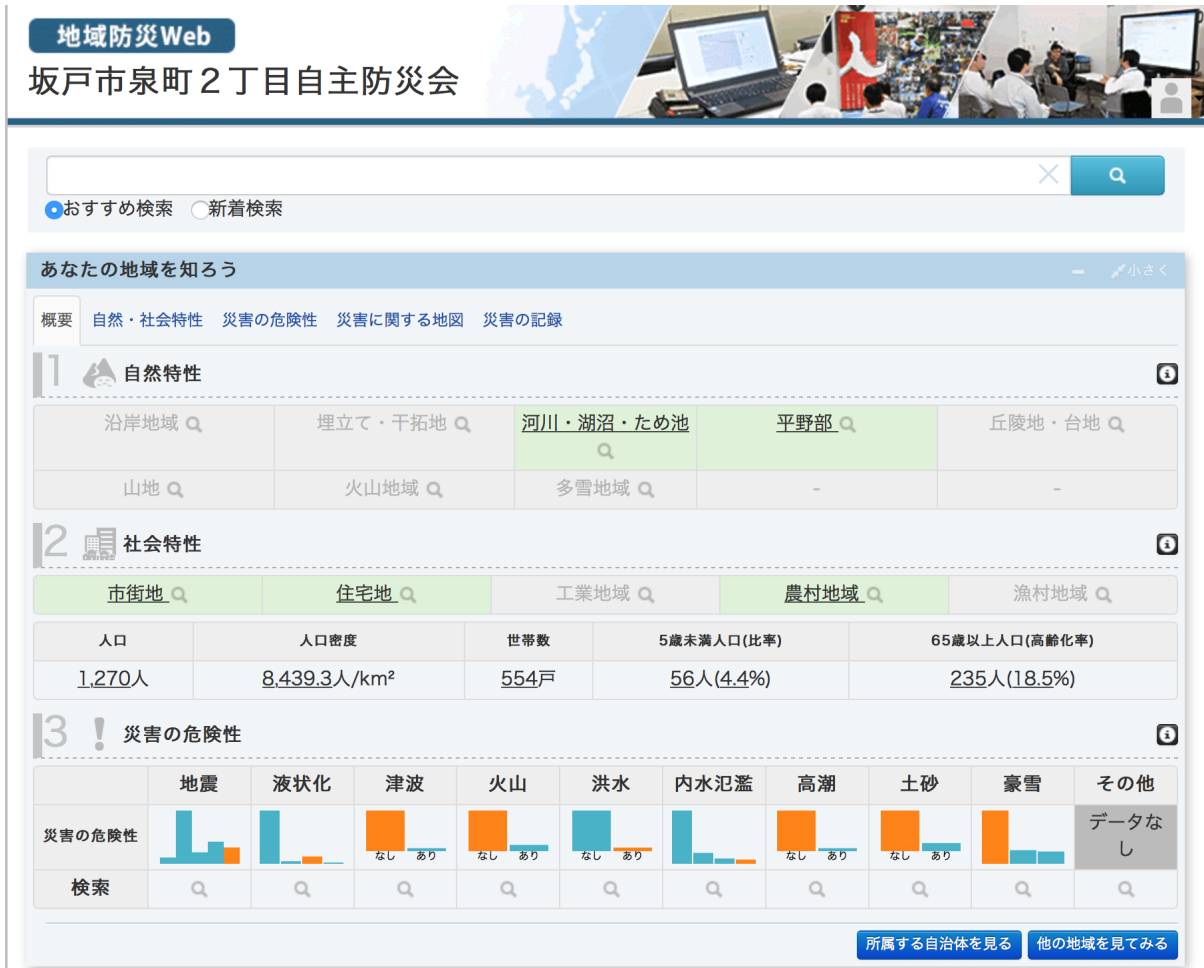 地域防災Web
坂戸市泉町２丁目自主防災会
おすすめ検索 新着検索
あなたの地域を知ろう 小さく
概要 自然・社会特性 災害の危険性 災害に関する地図 災害の記録
1 自然特性
沿岸地域 埋立て・干拓地 河川・湖沼・ため池 平野部 丘陵地・台地
山地 火山地域 多雪地域 - -
2 社会特性
市街地 住宅地 工業地域 農村地域 漁村地域
人口 人口密度 世帯数 5歳未満人口(比率) 65歳以上人口(高齢化率)
1,270人 8,439.3人/km² 554戸 56人(4.4%) 235人(18.5%)
3 災害の危険性
地震 液状化 津波 火山 洪水 内水氾濫 高潮 土砂 豪雪 その他
災害の危険性 なし あり なし あり なし あり なし あり なし あり データな
し
検索
所属する自治体を見る 他の地域を見てみる